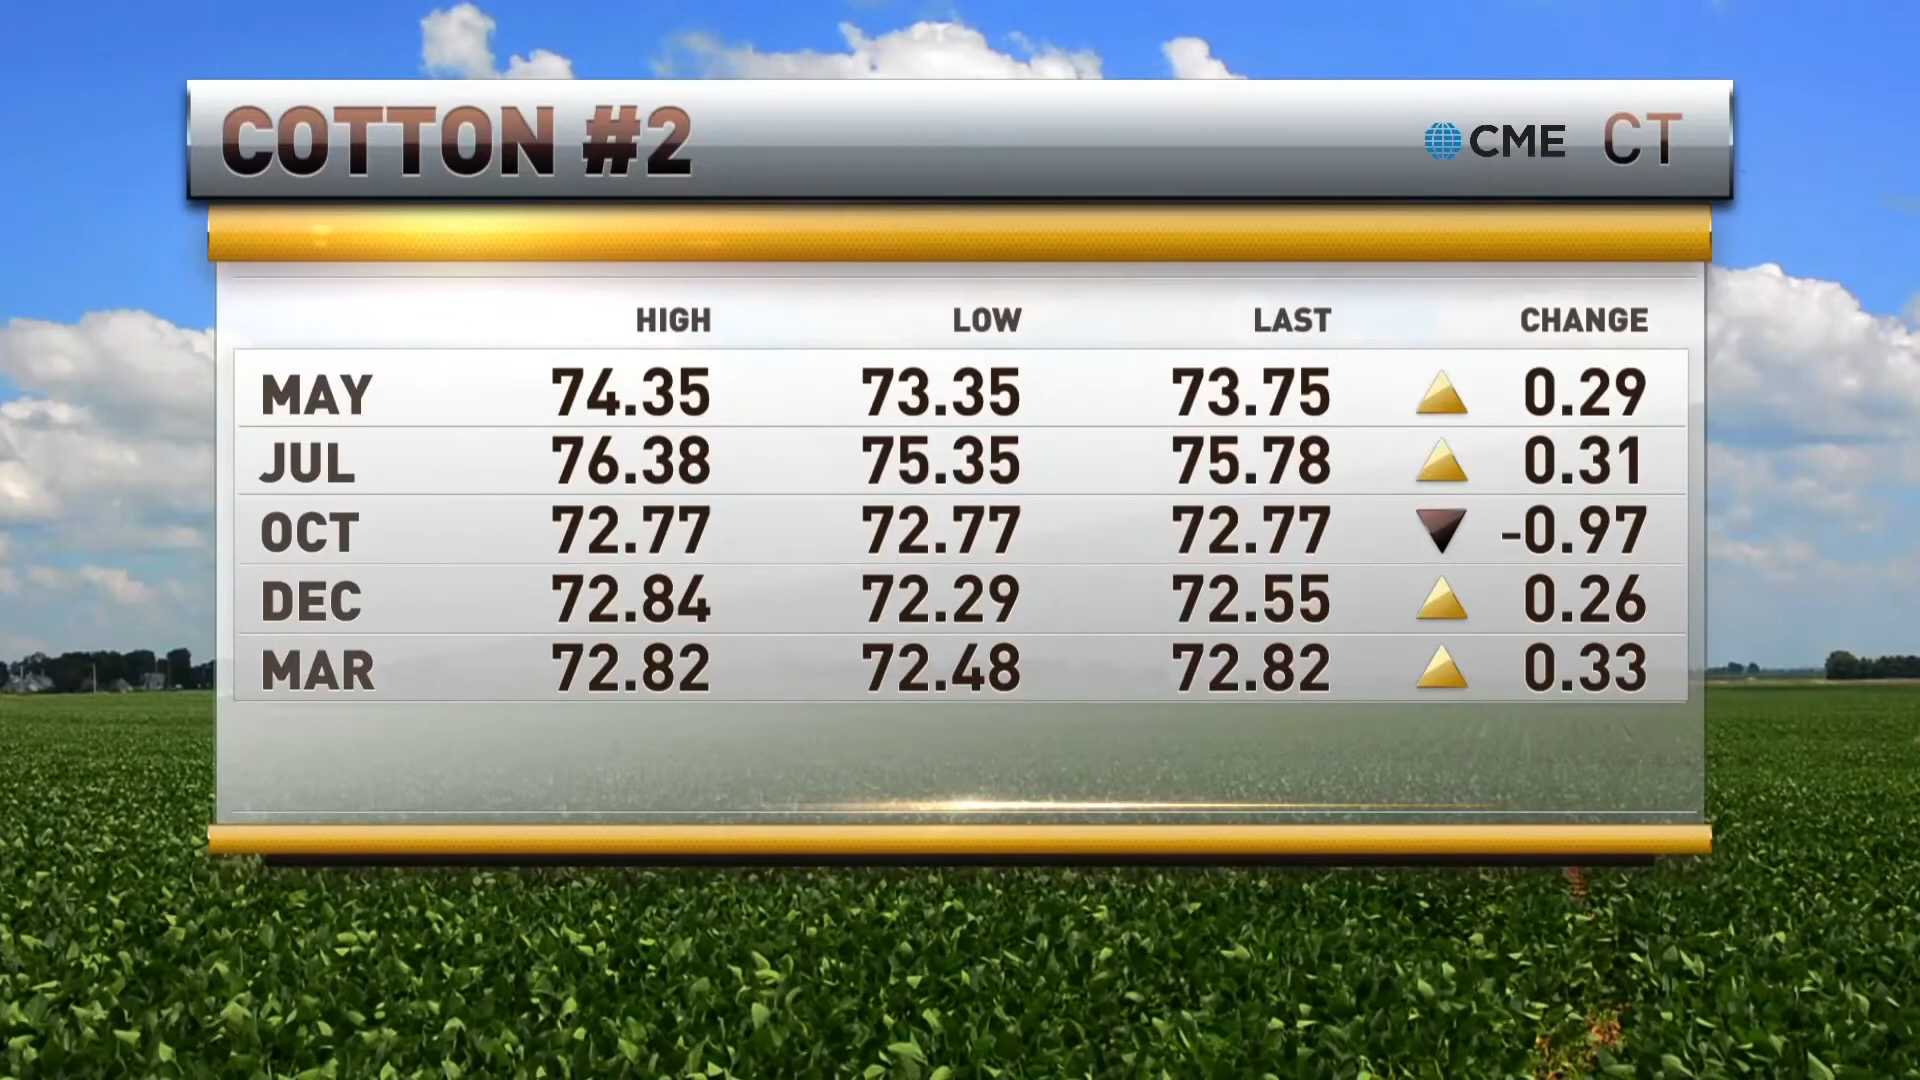 COTTON #2 CME CT
HIGH LOW LAST CHANGE
MAY 74.35 73.35 73.75 0.29
JUL 76.38 75.35 75.78 0.31
OCT 72.77 72.77 72.77 -0.97
DEC 72.84 72.29 72.55 0.26
MAR 72.82 72.48 72.82 0.33